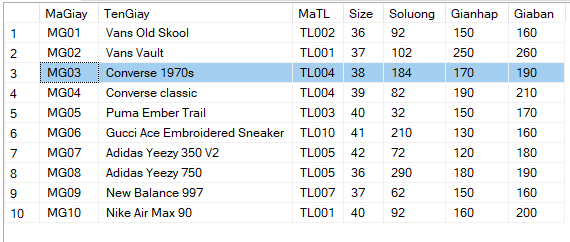 MaGiay TenGiay MaTL Size Soluong Gianhap Giaban
1 MG01 Vans Old Skool TL002 36 92 150 160
2 MG02 Vans Vault TL001 37 102 250 260
3 MG03 Converse 1970s TL004 38 184 170 190
4 MG04 Converse classic TL004 39 82 190 210
5 MG05 Puma Ember Trail TL003 40 32 150 170
6 MG06 Gucci Ace Embroidered Sneaker TL010 41 210 130 160
7 MG07 Adidas Yeezy 350 V2 TL005 42 72 120 180
8 MG08 Adidas Yeezy 750 TL005 36 290 180 190
9 MG09 New Balance 997 TL007 37 62 150 160
10 MG10 Nike Air Max 90 TL001 40 92 160 200